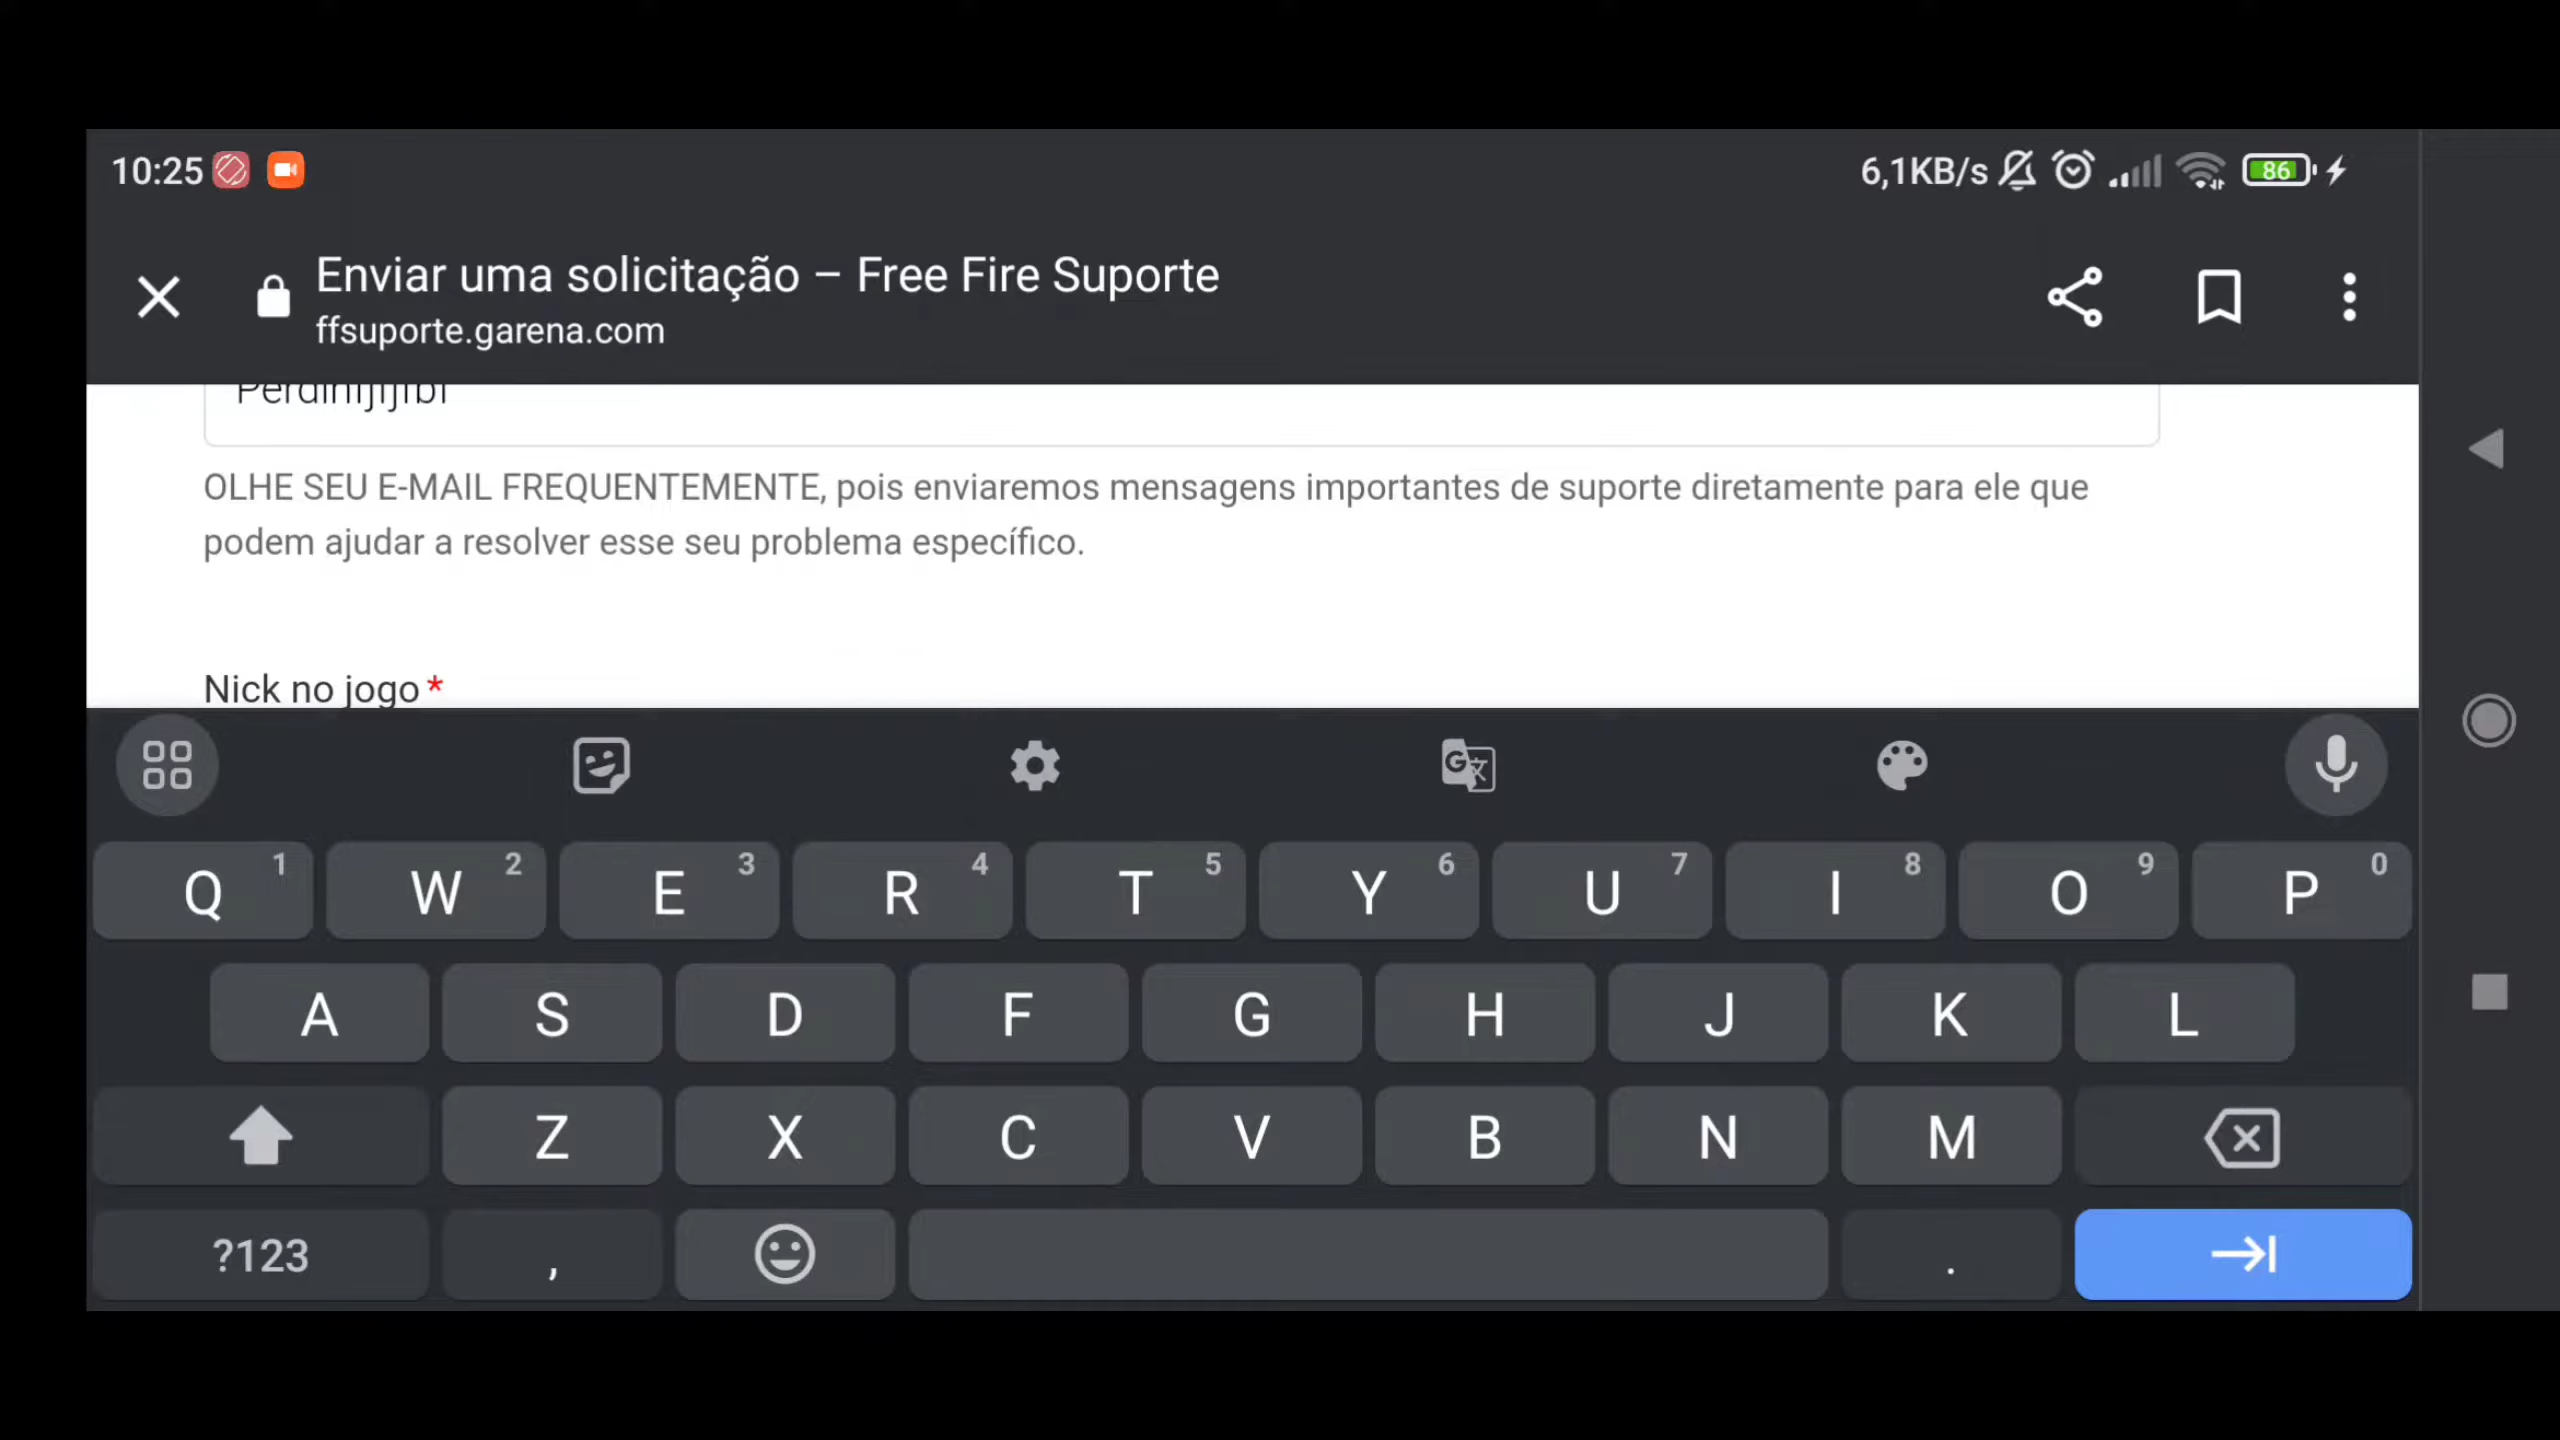 10:25
6,1KB/s
86
Enviar uma solicitação – Free Fire Suporte
ffsuporte.garena.com
OLHE SEU E-MAIL FREQUENTEMENTE, pois enviaremos mensagens importantes de suporte diretamente para ele que
podem ajudar a resolver esse seu problema específico.
Nick no jogo *
Q 1 W 2 E 3 R 4 T 5 Y 6 U 7 I 8 O 9 P 0
A S D F G H J K L
Z X C V B N M
?123 , .